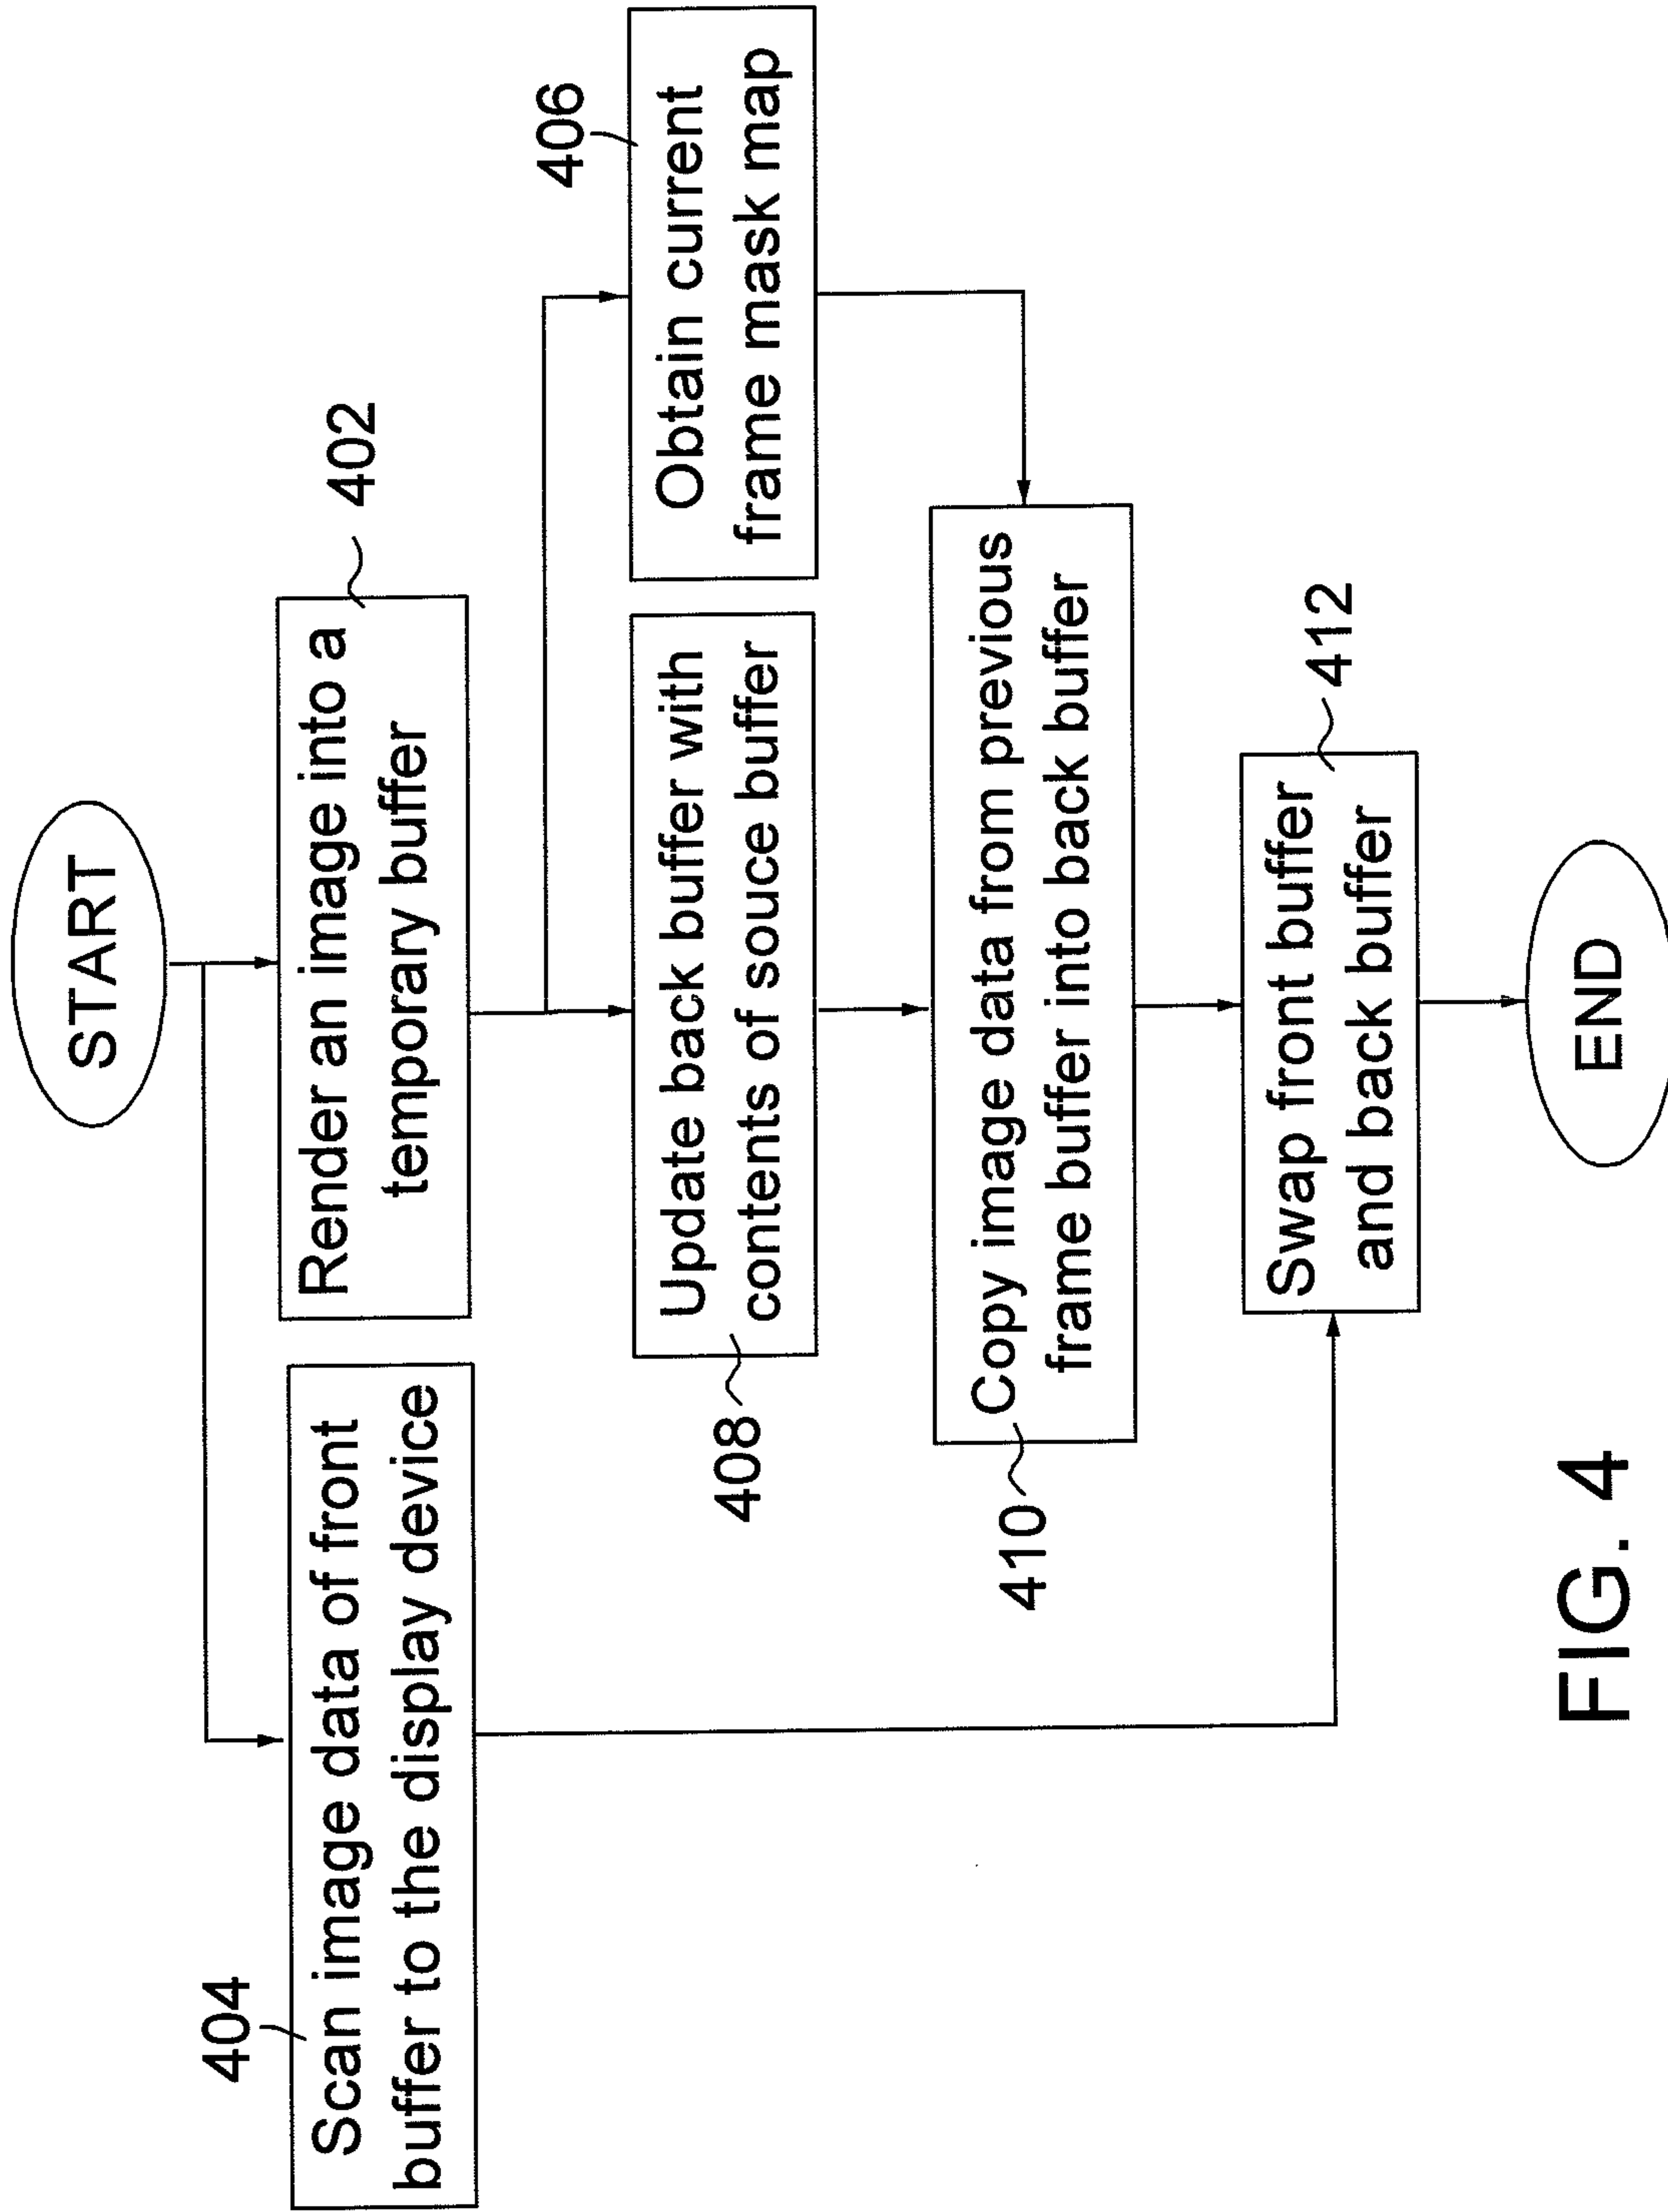 START
404
Scan image data of front
buffer to the display device
Render an image into a
temporary buffer
402
408
Update back buffer with
contents of souce buffer
406
Obtain current
frame mask map
410
Copy image data from previous
frame buffer into back buffer
Swap front buffer
and back buffer
412
END
FIG. 4